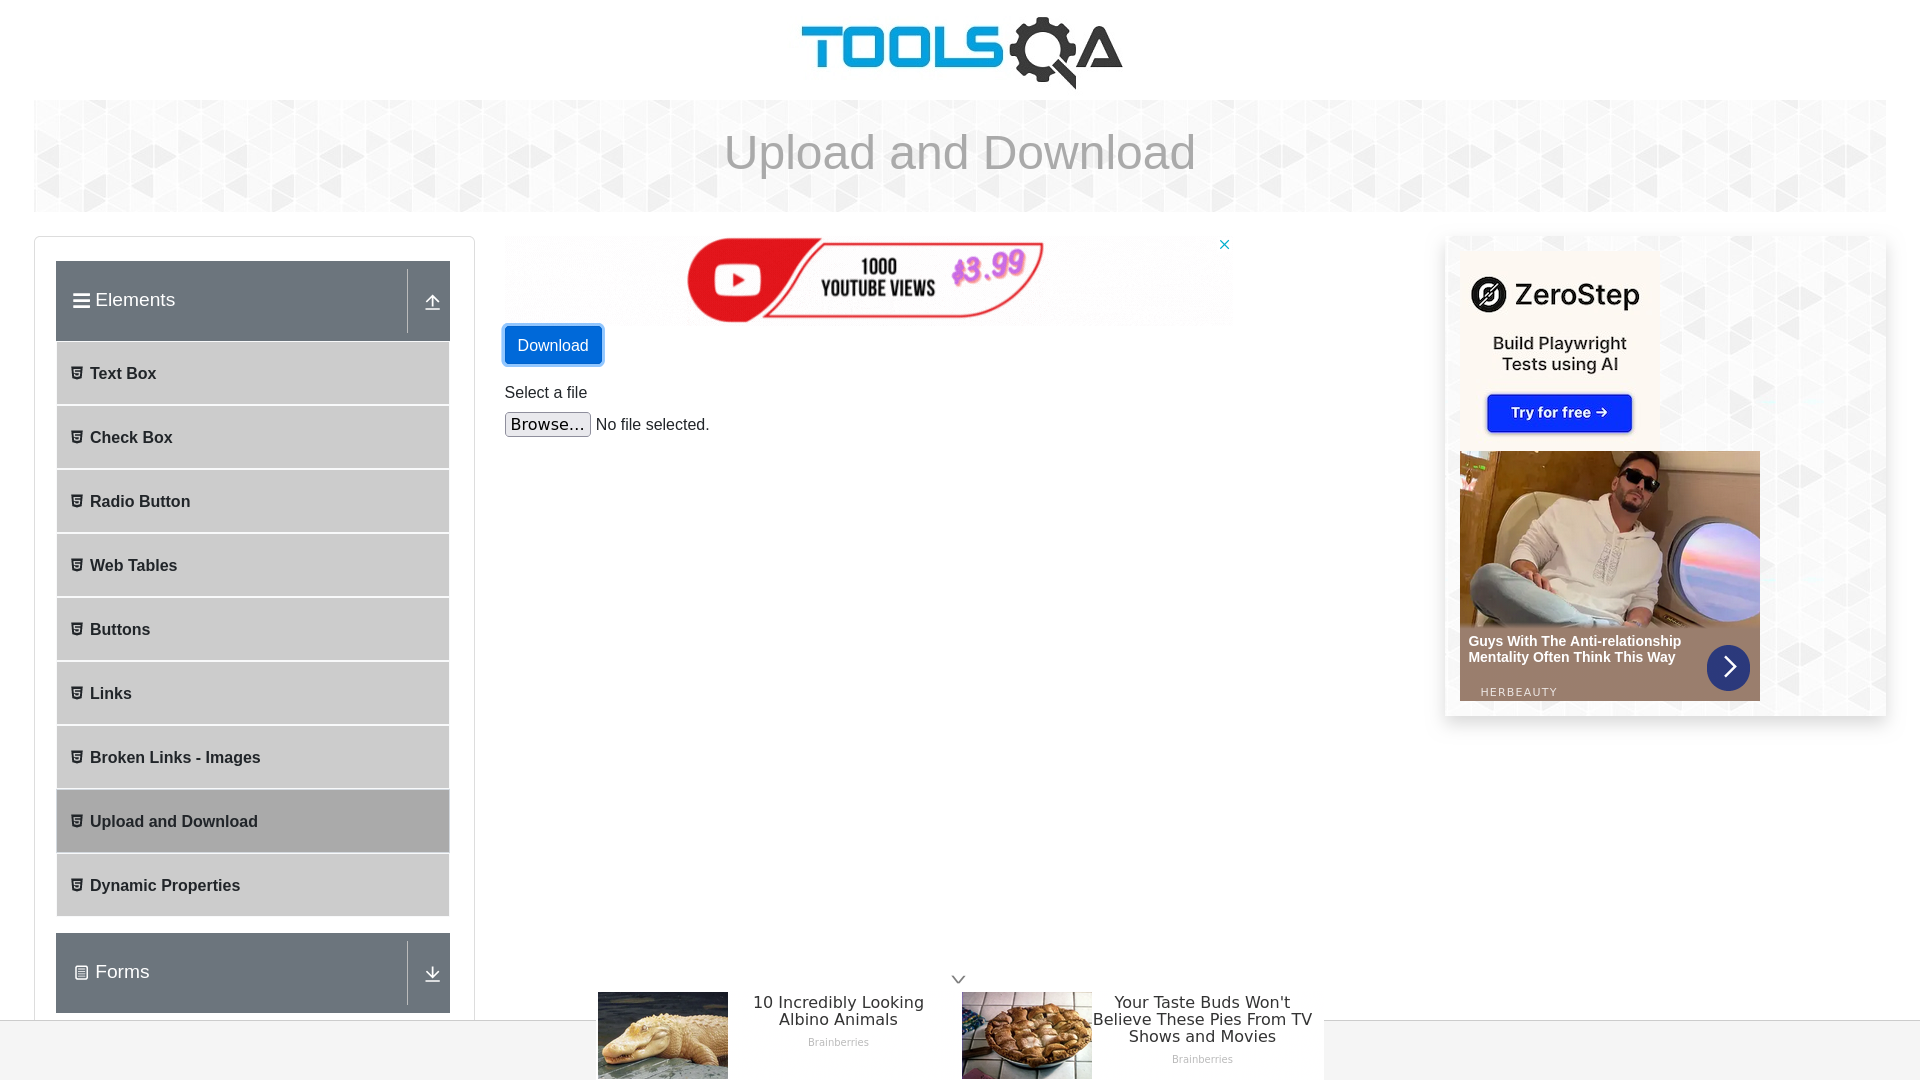 TOOLSQA
Upload and Download
Elements
Text Box
Check Box
Radio Button
Web Tables
Buttons
Links
Broken Links - Images
Upload and Download
Dynamic Properties
Forms
1000
YOUTUBE VIEWS
$3.99
Download
Select a file
Browse...
No file selected.
ZeroStep
Build Playwright
Tests using AI
Try for free →
Guys With The Anti-relationship
Mentality Often Think This Way
HERBEAUTY
10 Incredibly Looking
Albino Animals
Brainberries
Your Taste Buds Won't
Believe These Pies From TV
Shows and Movies
Brainberries